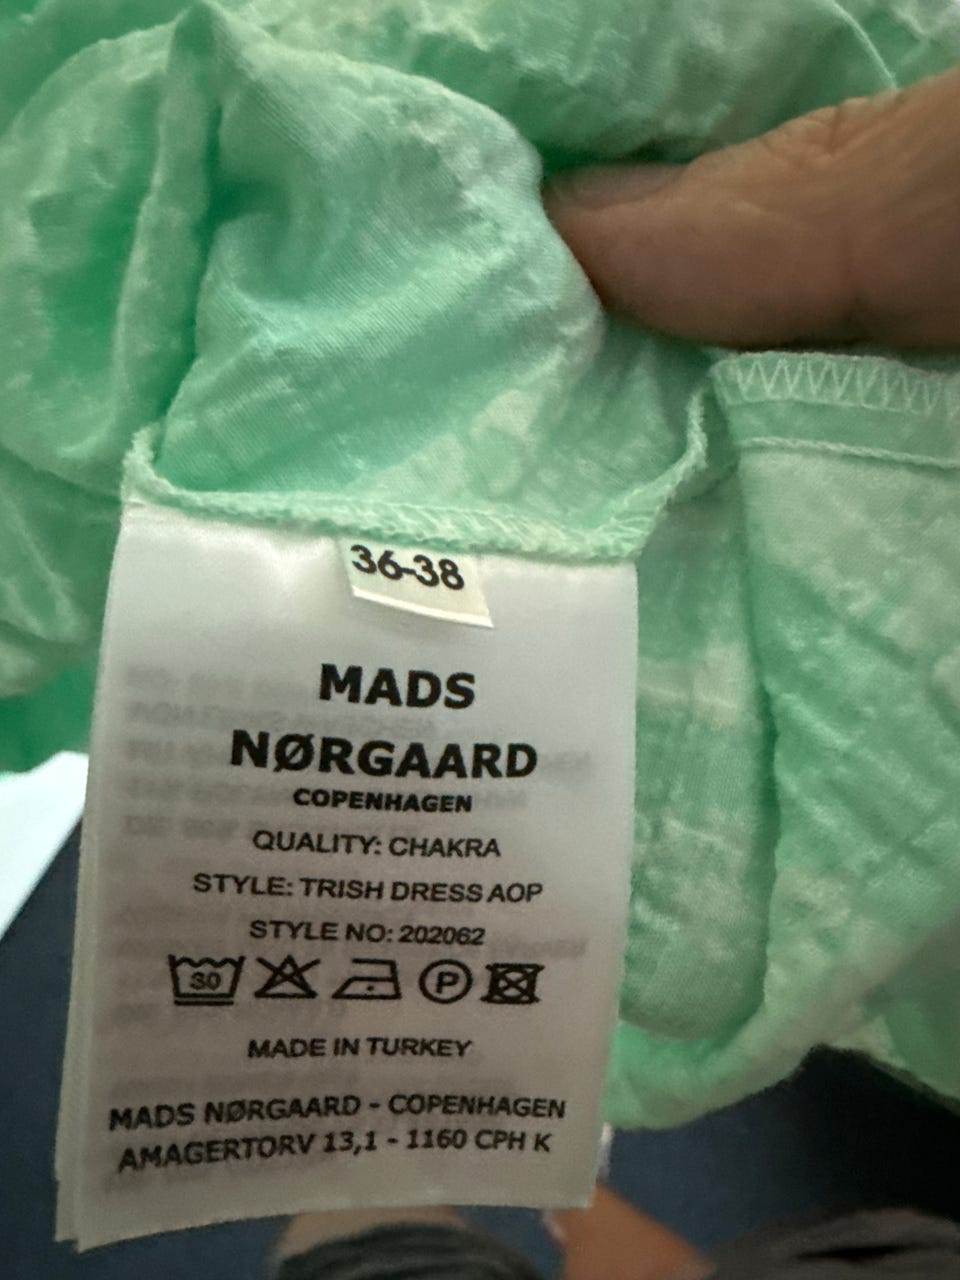 36-38
MADS
NØRGAARD
COPENHAGEN
QUALITY: CHAKRA
STYLE: TRISH DRESS AOP
STYLE NO: 202062
30 P
MADE IN TURKEY
MADS NØRGAARD - COPENHAGEN
AMAGERTORV 13,1 - 1160 CPH K